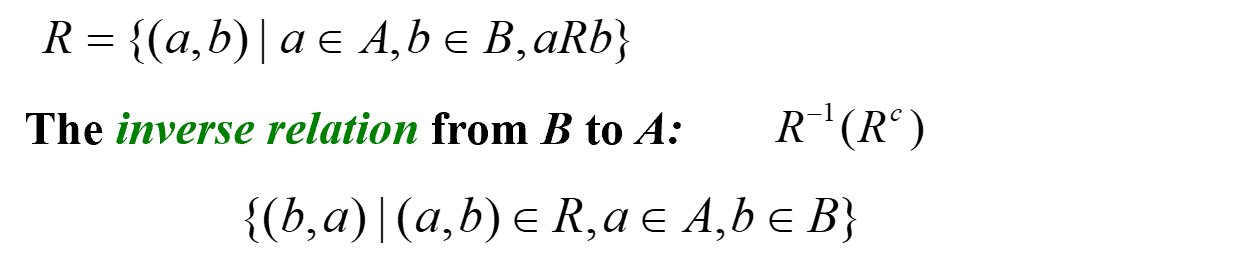 R = {(a,b) | a ∈ A, b ∈ B, aRb}
The inverse relation from B to A: R⁻¹(Rᶜ)
{(b,a) | (a,b) ∈ R, a ∈ A, b ∈ B}